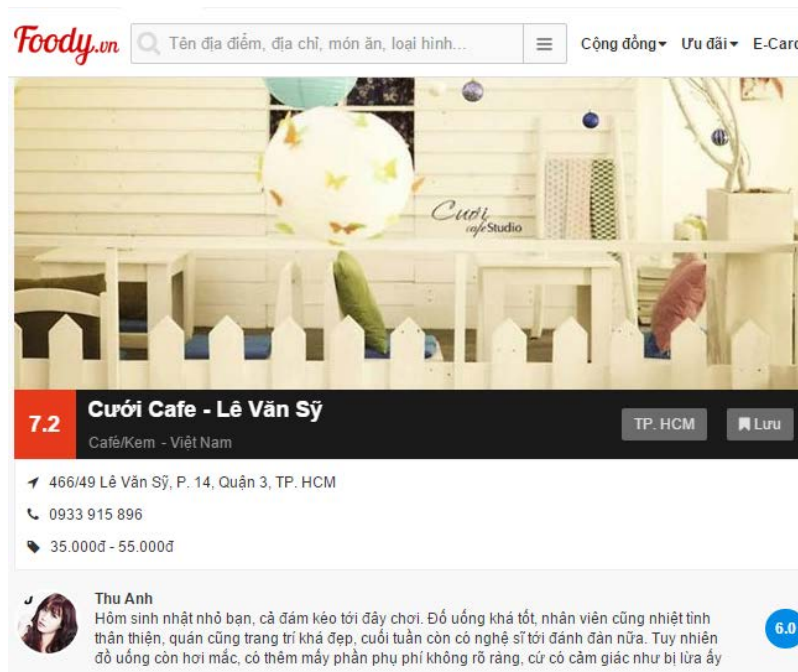 Foody.vn
Tên địa điểm, địa chỉ, món ăn, loại hình...
Cộng đồng
Ưu đãi
E-Card
Cưới
cafe Studio
7.2
Cưới Cafe - Lê Văn Sỹ
Café/Kem - Việt Nam
TP. HCM
Lưu
466/49 Lê Văn Sỹ, P. 14, Quận 3, TP. HCM
0933 915 896
35.000đ - 55.000đ
Thu Anh
Hôm sinh nhật nhỏ bạn, cả đám kéo tới đây chơi. Đồ uống khá tốt, nhân viên cũng nhiệt tình
thân thiện, quán cũng trang trí khá đẹp, cuối tuần còn có nghệ sĩ tới đánh đàn nữa. Tuy nhiên
đồ uống còn hơi mắc, có thêm mấy phần phụ phí không rõ ràng, cứ có cảm giác như bị lừa ấy
6.0